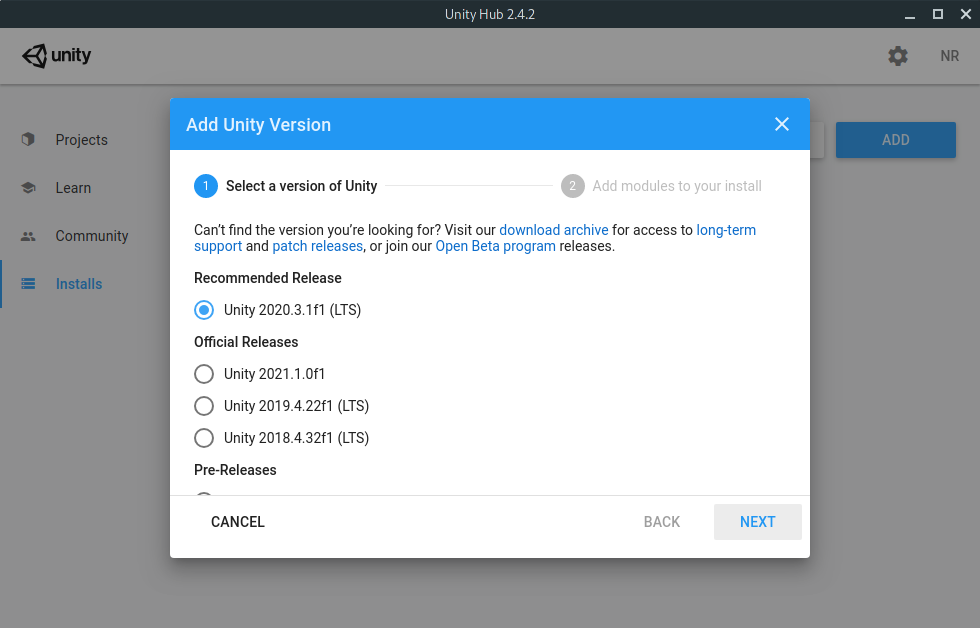 Unity Hub 2.4.2
unity
NR
Projects
Learn
Community
Installs
ADD
Add Unity Version
1 Select a version of Unity
2 Add modules to your install
Can’t find the version you’re looking for? Visit our download archive for access to long-term
support and patch releases, or join our Open Beta program releases.
Recommended Release
Unity 2020.3.1f1 (LTS)
Official Releases
Unity 2021.1.0f1
Unity 2019.4.22f1 (LTS)
Unity 2018.4.32f1 (LTS)
Pre-Releases
CANCEL
BACK
NEXT